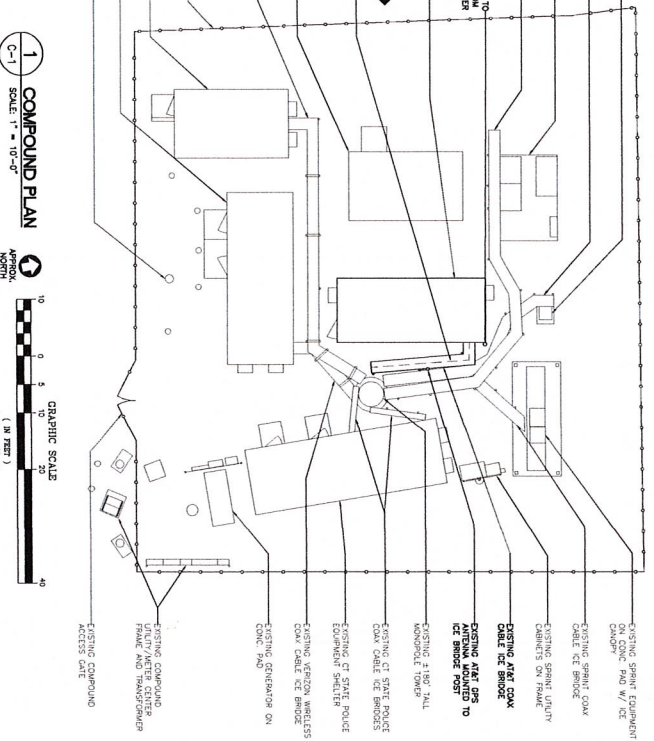 TO
M
ER
1
C-1
COMPOUND PLAN
SCALE: 1" = 10'-0"
APPROX.
NORTH
GRAPHIC SCALE
10 0 5 10 20 40
( IN FEET )
EXISTING SPRINT EQUIPMENT
ON CONC. PAD W/ ICE
CANOPY
EXISTING SPRINT COAX
CABLE ICE BRIDGE
EXISTING SPRINT UTILITY
CABINETS ON FRAME
EXISTING AT&T COAX
CABLE ICE BRIDGE
EXISTING AT&T GPS
ANTENNA MOUNTED TO
ICE BRIDGE POST
EXISTING ±180' TALL
MONOPOLE TOWER
EXISTING CT STATE POLICE
COAX CABLE ICE BRIDGES
EXISTING CT STATE POLICE
EQUIPMENT SHELTER
EXISTING VERIZON WIRELESS
COAX CABLE ICE BRIDGE
EXISTING GENERATOR ON
CONC. PAD
EXISTING COMPOUND
UTILITY/METER CENTER
FRAME AND TRANSFORMER
EXISTING COMPOUND
ACCESS GATE